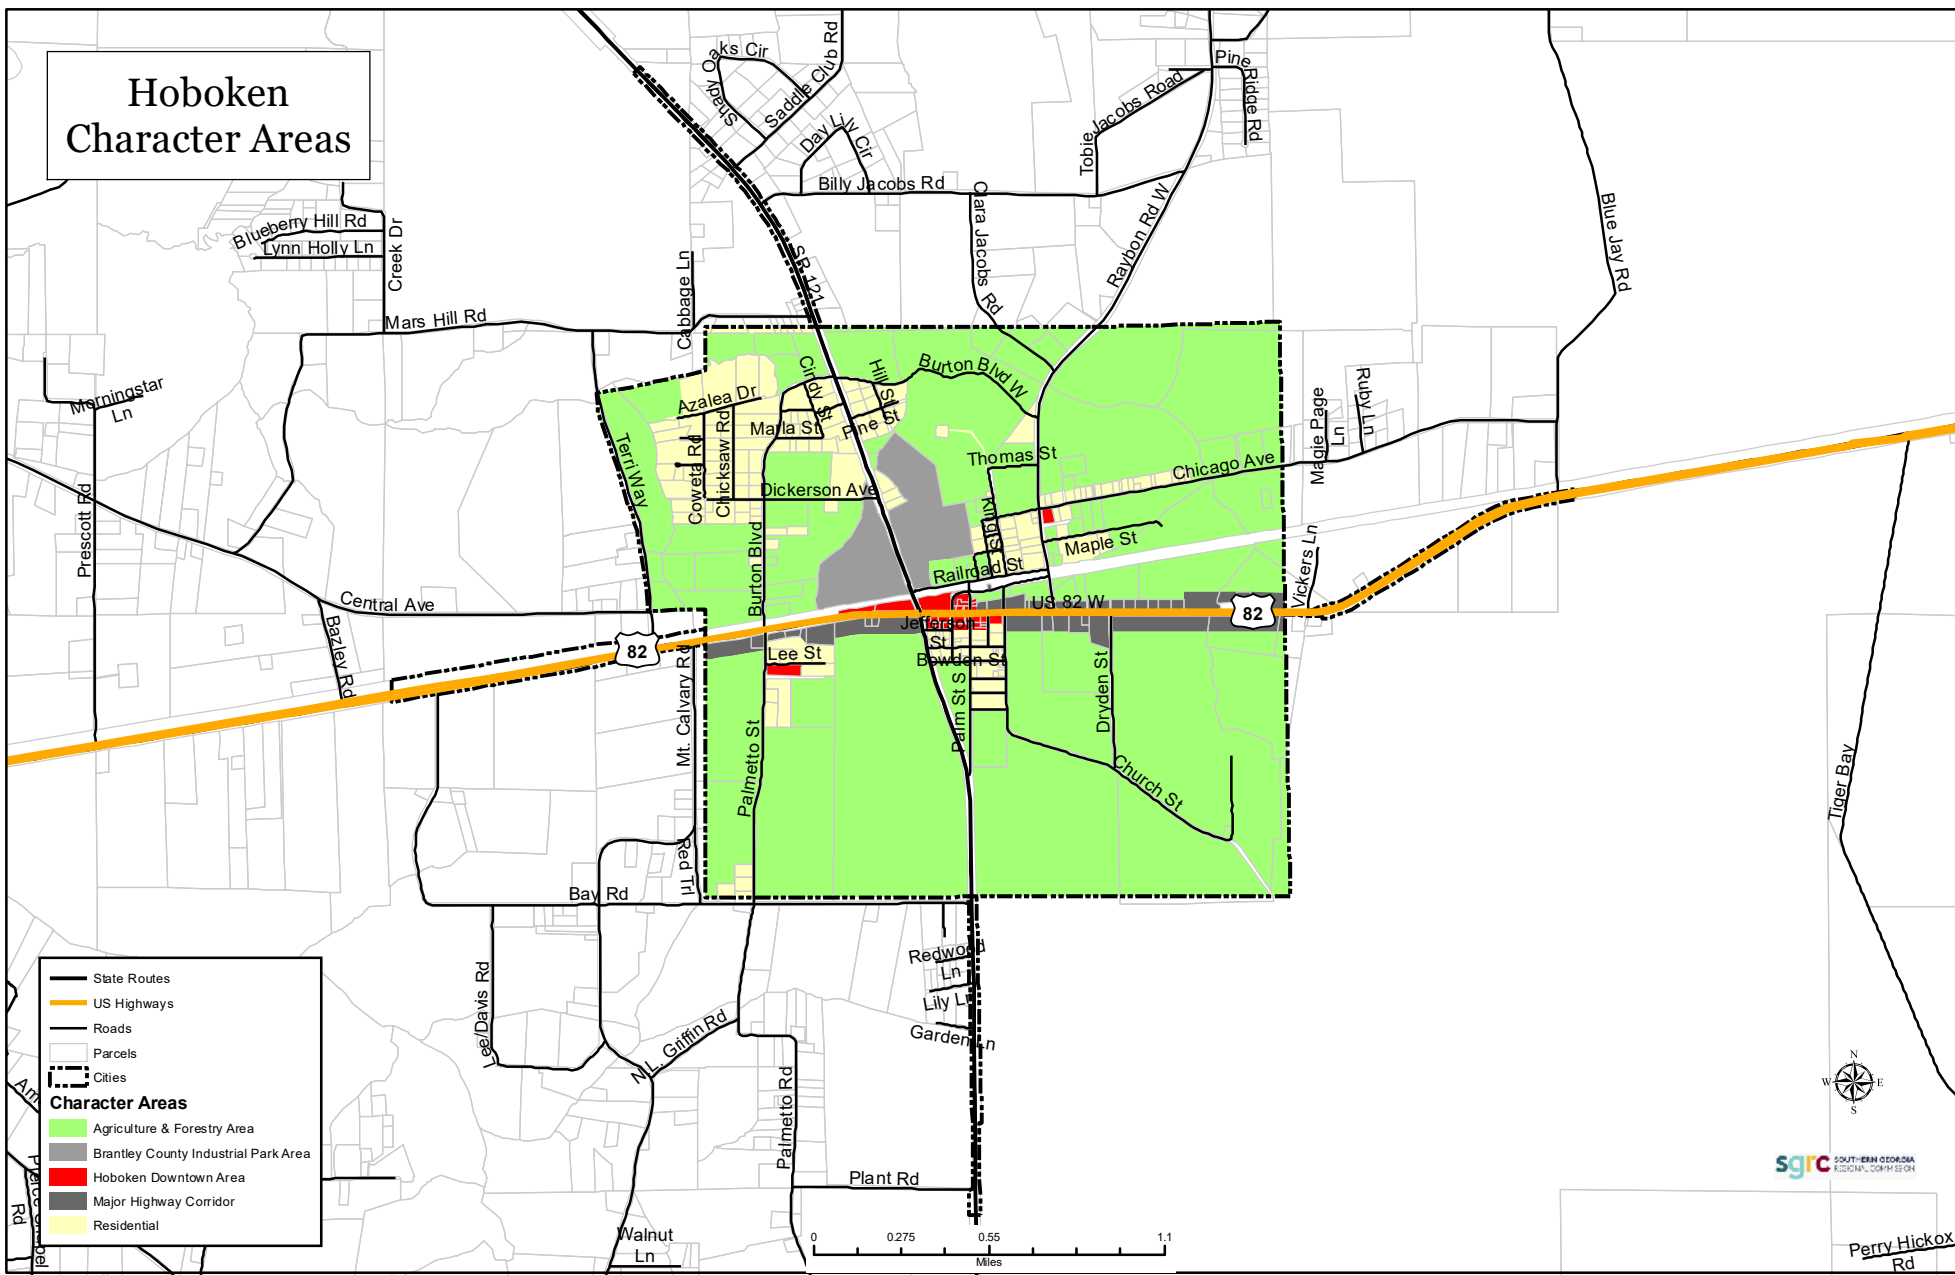 Hoboken
Character Areas
Shady Oaks Cir
Saddle Club Rd
Day Lily Cir
Billy Jacobs Rd
Clara Jacobs Rd
Tobie Jacobs Road
Pine Ridge Rd
Raybon Rd W
Blue Jay Rd
Blueberry Hill Rd
Lynn Holly Ln
Creek Dr
Cabbage Ln
SR 121
Mars Hill Rd
Morningstar
Ln
Prescott Rd
Terri Way
Azalea Dr
Coweta Rd
Chicksaw Rd
Marla St
Cindy St
Hill St
Pine St
Burton Blvd W
Dickerson Ave
Burton Blvd
Thomas St
King St
Chicago Ave
Maple St
Railroad St
Magie Page
Ln
Ruby Ln
Vickers Ln
Central Ave
Bazley Rd
82
US 82 W
82
Jefferson
St
Bowden St
Lee St
Mt. Calvary Rd
Palmetto St
Palm St S
Dryden St
Church St
Tiger Bay
Red Trl
Bay Rd
Lee/Davis Rd
N.L. Griffin Rd
Palmetto Rd
Redwood
Ln
Lily Ln
Garden Ln
Plant Rd
Walnut
Ln
Perry Hickox
Rd
State Routes
US Highways
Roads
Parcels
Cities
Character Areas
Agriculture & Forestry Area
Brantley County Industrial Park Area
Hoboken Downtown Area
Major Highway Corridor
Residential
Rd
0 0.275 0.55 1.1
Miles
N
W E
S
sgrc SOUTHERN GEORGIA
REGIONAL COMMISSION